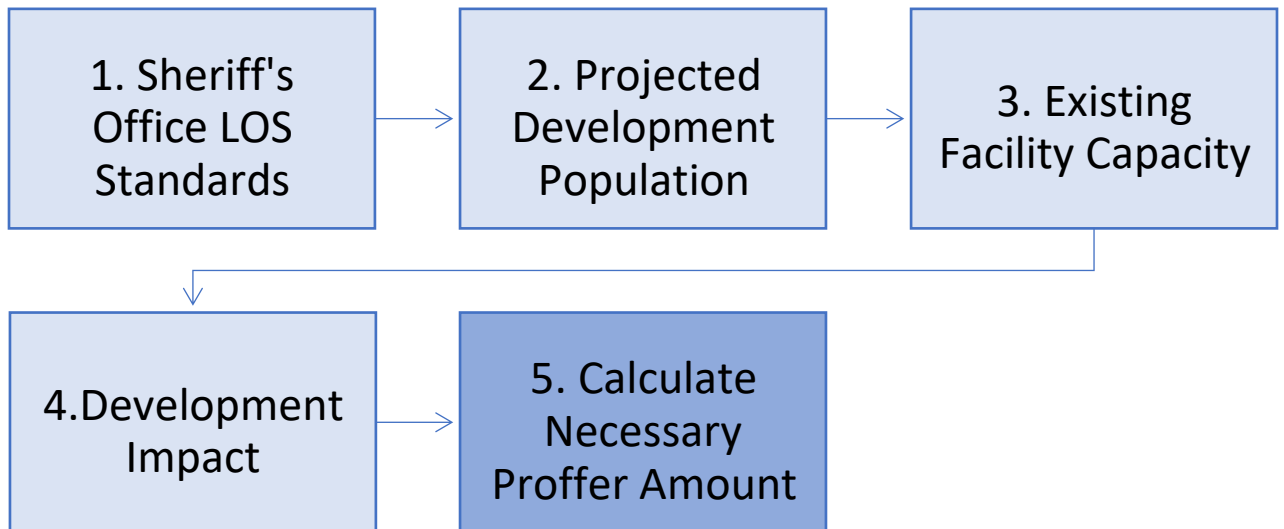 1. Sheriff's
Office LOS
Standards
2. Projected
Development
Population
3. Existing
Facility Capacity
4.Development
Impact
5. Calculate
Necessary
Proffer Amount